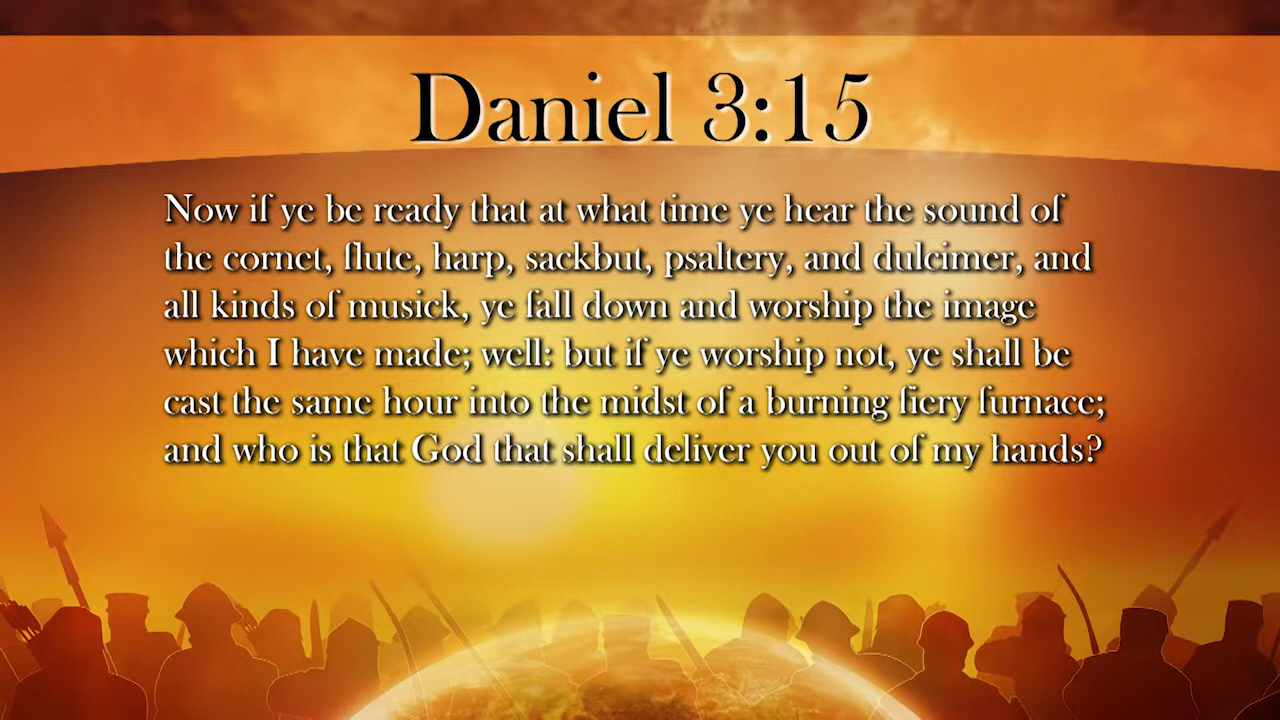 Daniel 3:15
Now if ye be ready that at what time ye hear the sound of
the cornet, flute, harp, sackbut, psaltery, and dulcimer, and
all kinds of musick, ye fall down and worship the image
which I have made; well: but if ye worship not, ye shall be
cast the same hour into the midst of a burning fiery furnace;
and who is that God that shall deliver you out of my hands?